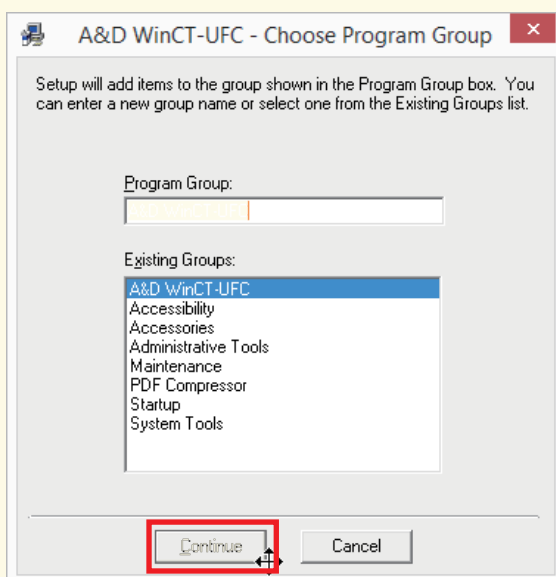 A&D WinCT-UFC - Choose Program Group
Setup will add items to the group shown in the Program Group box. You
can enter a new group name or select one from the Existing Groups list.
Program Group:
Existing Groups:
A&D WinCT-UFC
Accessibility
Accessories
Administrative Tools
Maintenance
PDF Compressor
Startup
System Tools
Continue
Cancel